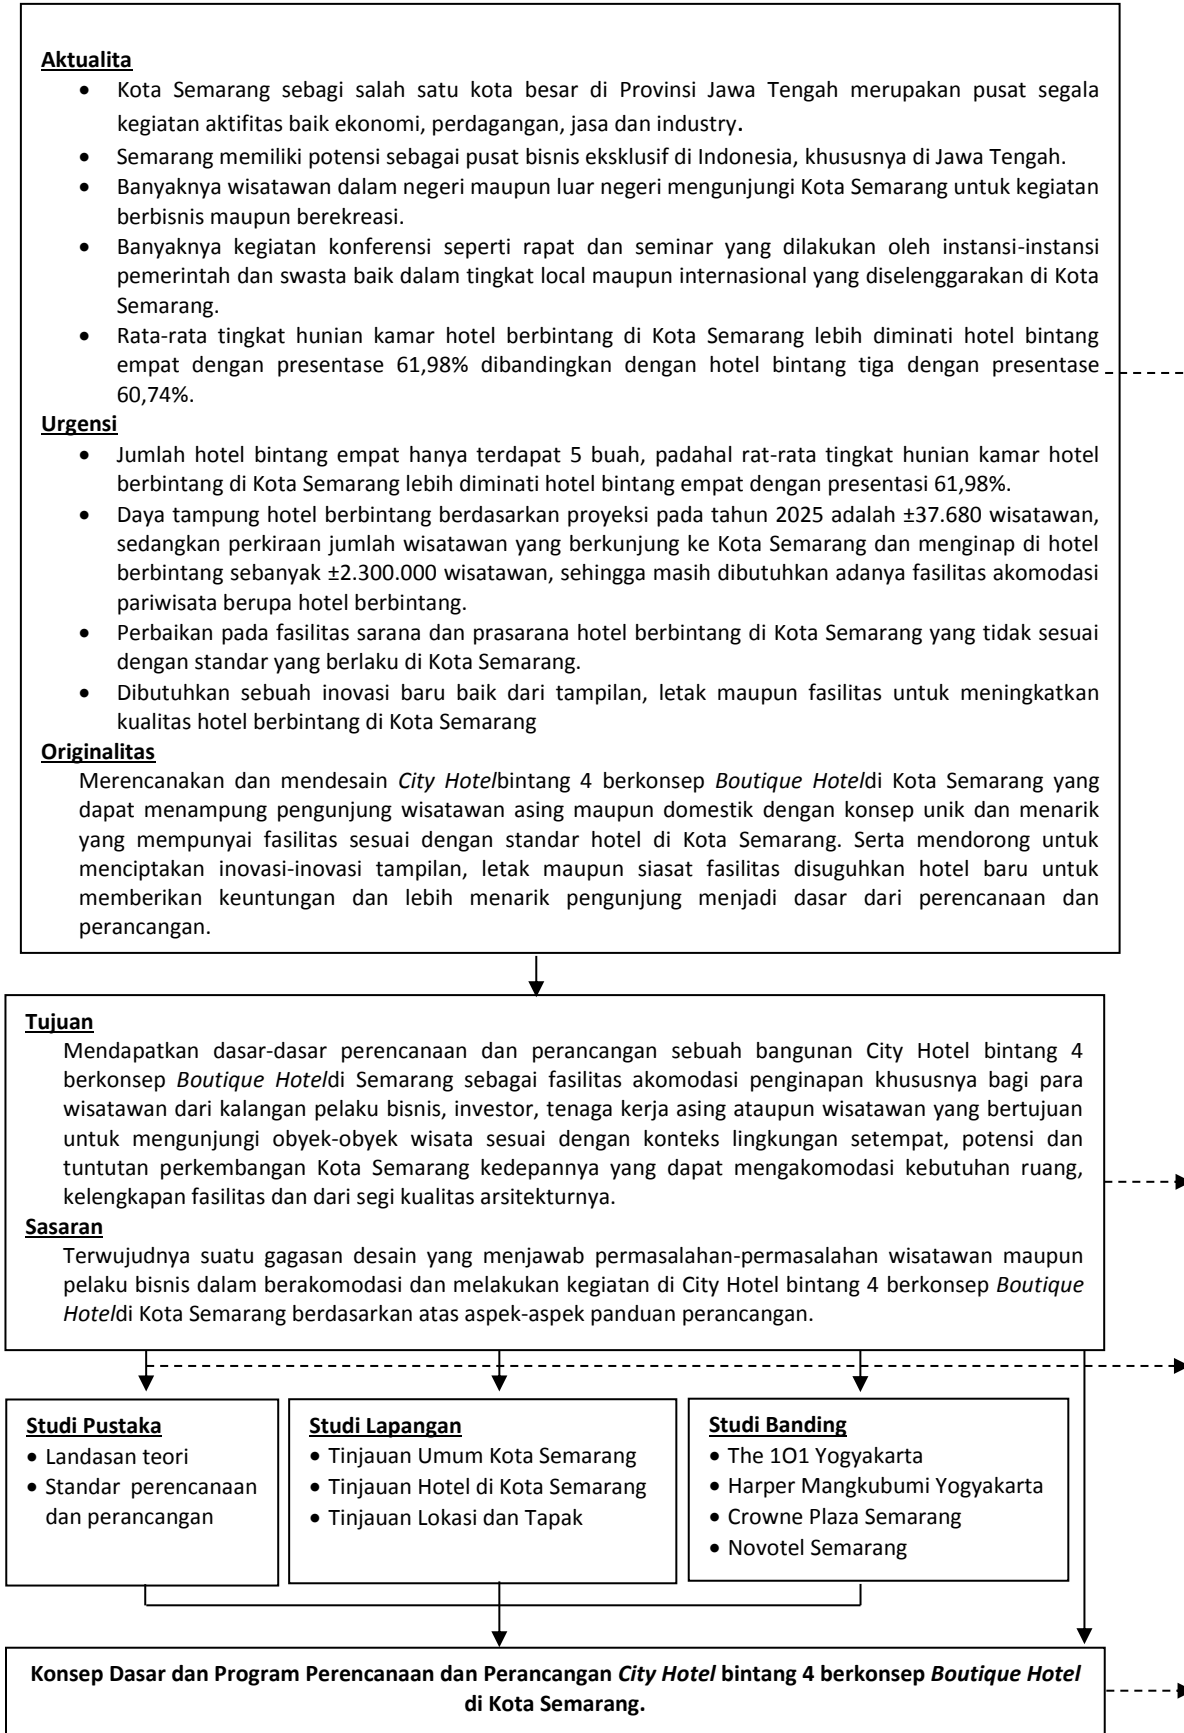 Aktualita
• Kota Semarang sebagi salah satu kota besar di Provinsi Jawa Tengah merupakan pusat segala
kegiatan aktifitas baik ekonomi, perdagangan, jasa dan industry.
• Semarang memiliki potensi sebagai pusat bisnis eksklusif di Indonesia, khususnya di Jawa Tengah.
• Banyaknya wisatawan dalam negeri maupun luar negeri mengunjungi Kota Semarang untuk kegiatan
berbisnis maupun berekreasi.
• Banyaknya kegiatan konferensi seperti rapat dan seminar yang dilakukan oleh instansi-instansi
pemerintah dan swasta baik dalam tingkat local maupun internasional yang diselenggarakan di Kota
Semarang.
• Rata-rata tingkat hunian kamar hotel berbintang di Kota Semarang lebih diminati hotel bintang
empat dengan presentase 61,98% dibandingkan dengan hotel bintang tiga dengan presentase
60,74%.
Urgensi
• Jumlah hotel bintang empat hanya terdapat 5 buah, padahal rat-rata tingkat hunian kamar hotel
berbintang di Kota Semarang lebih diminati hotel bintang empat dengan presentasi 61,98%.
• Daya tampung hotel berbintang berdasarkan proyeksi pada tahun 2025 adalah ±37.680 wisatawan,
sedangkan perkiraan jumlah wisatawan yang berkunjung ke Kota Semarang dan menginap di hotel
berbintang sebanyak ±2.300.000 wisatawan, sehingga masih dibutuhkan adanya fasilitas akomodasi
pariwisata berupa hotel berbintang.
• Perbaikan pada fasilitas sarana dan prasarana hotel berbintang di Kota Semarang yang tidak sesuai
dengan standar yang berlaku di Kota Semarang.
• Dibutuhkan sebuah inovasi baru baik dari tampilan, letak maupun fasilitas untuk meningkatkan
kualitas hotel berbintang di Kota Semarang
Originalitas
Merencanakan dan mendesain City Hotelbintang 4 berkonsep Boutique Hoteldi Kota Semarang yang
dapat menampung pengunjung wisatawan asing maupun domestik dengan konsep unik dan menarik
yang mempunyai fasilitas sesuai dengan standar hotel di Kota Semarang. Serta mendorong untuk
menciptakan inovasi-inovasi tampilan, letak maupun siasat fasilitas disuguhkan hotel baru untuk
memberikan keuntungan dan lebih menarik pengunjung menjadi dasar dari perencanaan dan
perancangan.
Tujuan
Mendapatkan dasar-dasar perencanaan dan perancangan sebuah bangunan City Hotel bintang 4
berkonsep Boutique Hoteldi Semarang sebagai fasilitas akomodasi penginapan khususnya bagi para
wisatawan dari kalangan pelaku bisnis, investor, tenaga kerja asing ataupun wisatawan yang bertujuan
untuk mengunjungi obyek-obyek wisata sesuai dengan konteks lingkungan setempat, potensi dan
tuntutan perkembangan Kota Semarang kedepannya yang dapat mengakomodasi kebutuhan ruang,
kelengkapan fasilitas dan dari segi kualitas arsitekturnya.
Sasaran
Terwujudnya suatu gagasan desain yang menjawab permasalahan-permasalahan wisatawan maupun
pelaku bisnis dalam berakomodasi dan melakukan kegiatan di City Hotel bintang 4 berkonsep Boutique
Hoteldi Kota Semarang berdasarkan atas aspek-aspek panduan perancangan.
Studi Pustaka
• Landasan teori
• Standar perencanaan
dan perancangan
Studi Lapangan
• Tinjauan Umum Kota Semarang
• Tinjauan Hotel di Kota Semarang
• Tinjauan Lokasi dan Tapak
Studi Banding
• The 1O1 Yogyakarta
• Harper Mangkubumi Yogyakarta
• Crowne Plaza Semarang
• Novotel Semarang
Konsep Dasar dan Program Perencanaan dan Perancangan City Hotel bintang 4 berkonsep Boutique Hotel
di Kota Semarang.